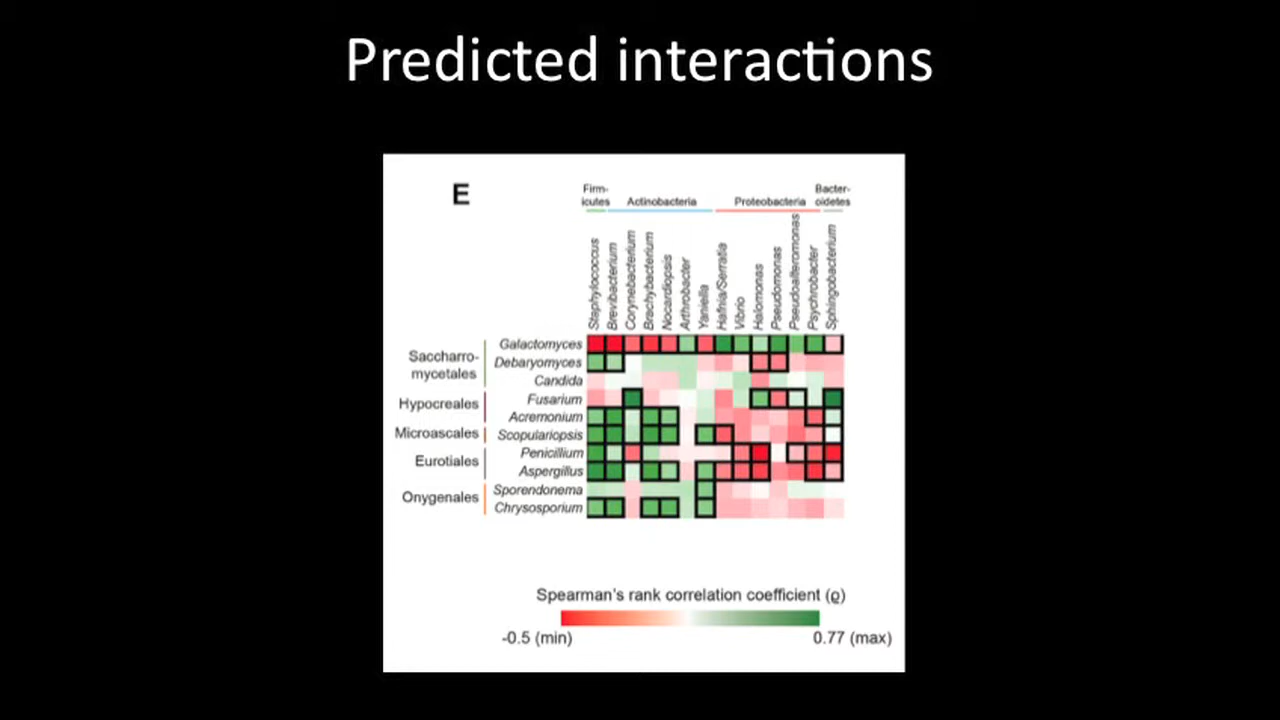 Predicted interactions
E
Firm-
icutes
Actinobacteria
Proteobacteria
Bacter-
oidetes
Staphylococcus
Brevibacterium
Corynebacterium
Brachybacterium
Nocardiopsis
Arthrobacter
Yaniella
Hafnia/Serratia
Vibrio
Halomonas
Pseudomonas
Pseudoalteromonas
Psychrobacter
Sphingobacterium
Saccharro-
mycetales
Galactomyces
Debaryomyces
Candida
Hypocreales
Fusarium
Acremonium
Microascales
Scopulariopsis
Eurotiales
Penicillium
Aspergillus
Onygenales
Sporendonema
Chrysosporium
Spearman's rank correlation coefficient (ϱ)
-0.5 (min)
0.77 (max)